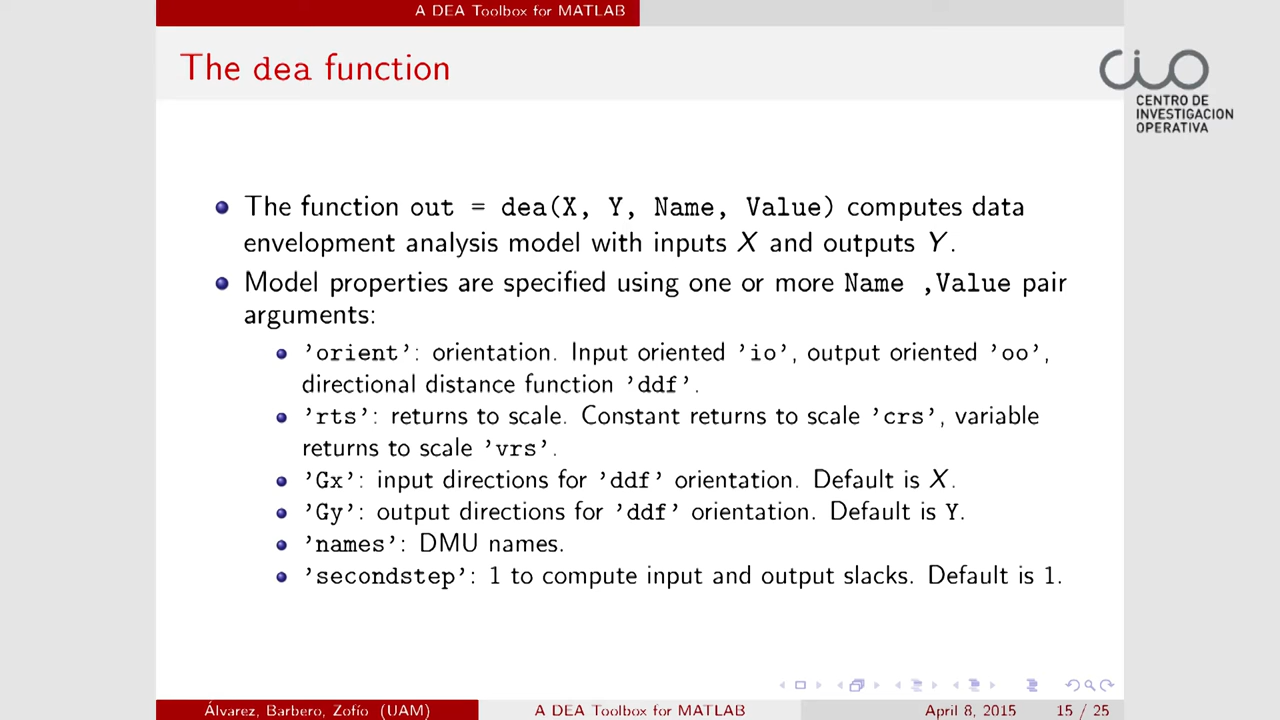 A DEA Toolbox for MATLAB
The dea function
CIO
CENTRO DE
INVESTIGACION
OPERATIVA
The function out = dea(X, Y, Name, Value) computes data
envelopment analysis model with inputs X and outputs Y.
Model properties are specified using one or more Name ,Value pair
arguments:
’orient’: orientation. Input oriented ’io’, output oriented ’oo’,
directional distance function ’ddf’.
’rts’: returns to scale. Constant returns to scale ’crs’, variable
returns to scale ’vrs’.
’Gx’: input directions for ’ddf’ orientation. Default is X.
’Gy’: output directions for ’ddf’ orientation. Default is Y.
’names’: DMU names.
’secondstep’: 1 to compute input and output slacks. Default is 1.
Álvarez, Barbero, Zofío (UAM) A DEA Toolbox for MATLAB April 8, 2015 15 / 25